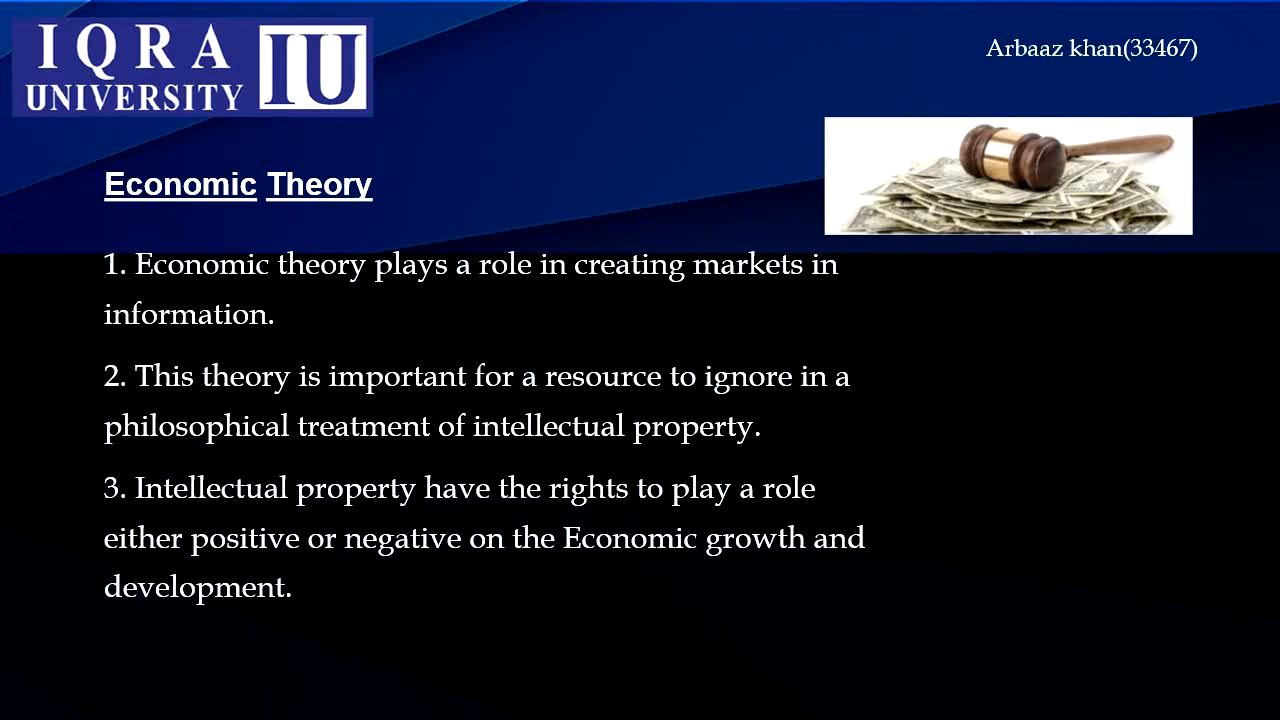 IQRA
UNIVERSITY
IU
Arbaaz khan(33467)
Economic Theory
1. Economic theory plays a role in creating markets in
information.
2. This theory is important for a resource to ignore in a
philosophical treatment of intellectual property.
3. Intellectual property have the rights to play a role
either positive or negative on the Economic growth and
development.